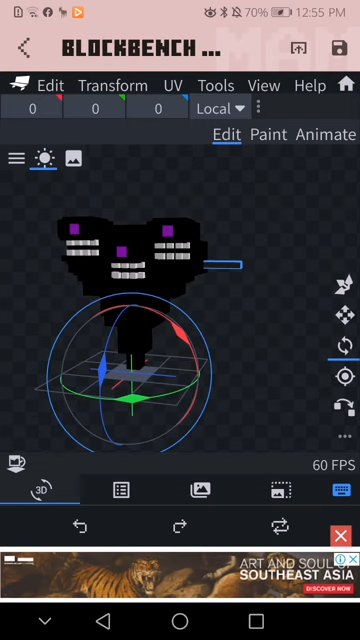 70% 12:55 PM
BLOCKBENCH ...
Edit Transform UV Tools View Help
0 0 0 Local
Edit Paint Animate
60 FPS
3D
ART AND SOUL OF
SOUTHEAST ASIA
DISCOVER NOW